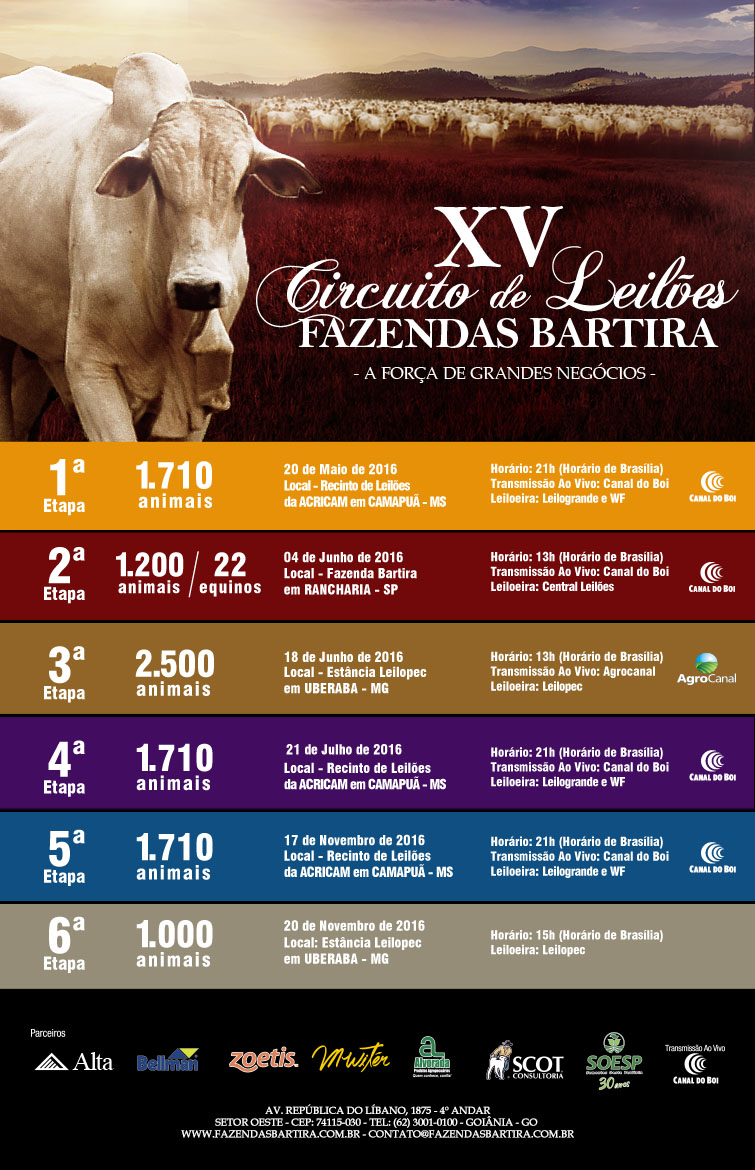 XV
Circuito de Leilões
FAZENDAS BARTIRA
- A FORÇA DE GRANDES NEGÓCIOS -
1ª
Etapa
1.710
animais
20 de Maio de 2016
Local - Recinto de Leilões
da ACRICAM em CAMAPUÃ - MS
Horário: 21h (Horário de Brasília)
Transmissão Ao Vivo: Canal do Boi
Leiloeira: Leilogrande e WF
CANAL DO BOI
2ª
Etapa
1.200 / 22
animais / equinos
04 de Junho de 2016
Local - Fazenda Bartira
em RANCHARIA - SP
Horário: 13h (Horário de Brasília)
Transmissão Ao Vivo: Canal do Boi
Leiloeira: Central Leilões
CANAL DO BOI
3ª
Etapa
2.500
animais
18 de Junho de 2016
Local - Estância Leilopec
em UBERABA - MG
Horário: 13h (Horário de Brasília)
Transmissão Ao Vivo: Agrocanal
Leiloeira: Leilopec
AgroCanal
4ª
Etapa
1.710
animais
21 de Julho de 2016
Local - Recinto de Leilões
da ACRICAM em CAMAPUÃ - MS
Horário: 21h (Horário de Brasília)
Transmissão Ao Vivo: Canal do Boi
Leiloeira: Leilogrande e WF
CANAL DO BOI
5ª
Etapa
1.710
animais
17 de Novembro de 2016
Local - Recinto de Leilões
da ACRICAM em CAMAPUÃ - MS
Horário: 21h (Horário de Brasília)
Transmissão Ao Vivo: Canal do Boi
Leiloeira: Leilogrande e WF
CANAL DO BOI
6ª
Etapa
1.000
animais
20 de Novembro de 2016
Local: Estância Leilopec
em UBERABA - MG
Horário: 15h (Horário de Brasília)
Leiloeira: Leilopec
Parceiros
Alta
Bellman
zoetis
Alvorada
Produtos Agropecuários
Quem conhece, confia!
SCOT
CONSULTORIA
SOESP
30 anos
Transmissão Ao Vivo
CANAL DO BOI
AV. REPÚBLICA DO LÍBANO, 1875 - 4º ANDAR
SETOR OESTE - CEP: 74115-030 - TEL: (62) 3001-0100 - GOIÂNIA - GO
WWW.FAZENDASBARTIRA.COM.BR - CONTATO@FAZENDASBARTIRA.COM.BR